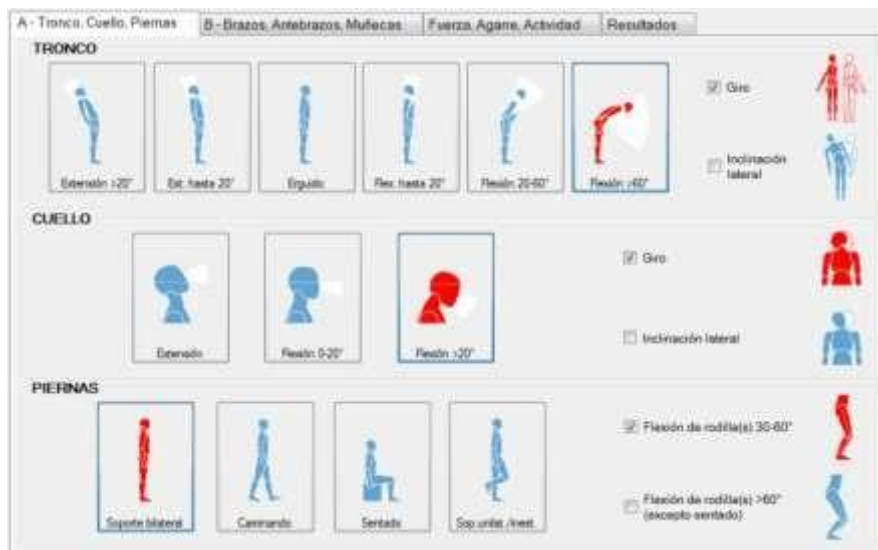 A - Tronco, Cuello, Piernas
B - Brazos, Antebrazos, Muñecas
Fuerza, Agarre, Actividad
Resultados
TRONCO
Extensión >20°
Ext. hasta 20°
Erguido
Flex. hasta 20°
Flexión 20-60°
Flexión >60°
Giro
Inclinación
lateral
CUELLO
Extensión
Flexión 0-20°
Flexión >20°
Giro
Inclinación lateral
PIERNAS
Soporte bilateral
Caminando
Sentado
Sop.unilat./inest.
Flexión de rodilla(s) 30-60°
Flexión de rodilla(s) >60°
(excepto sentado)